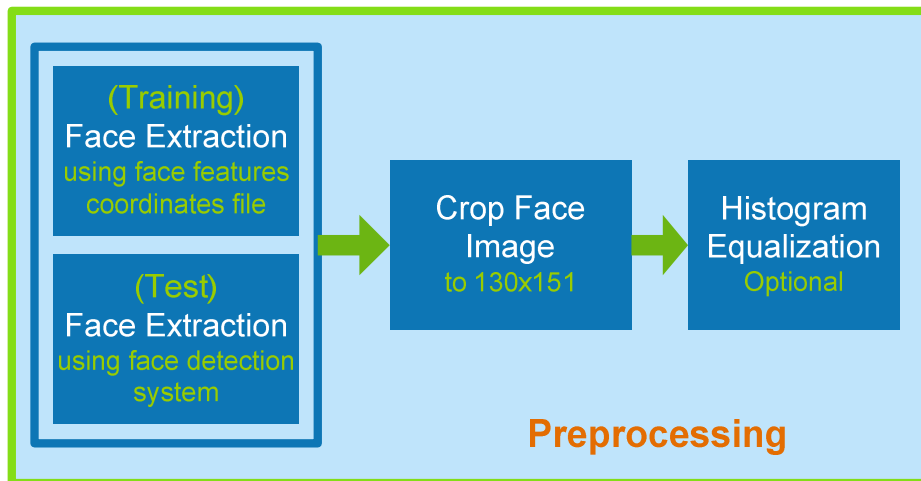 (Training)
Face Extraction
using face features
coordinates file
(Test)
Face Extraction
using face detection
system
Crop Face
Image
to 130x151
Histogram
Equalization
Optional
Preprocessing